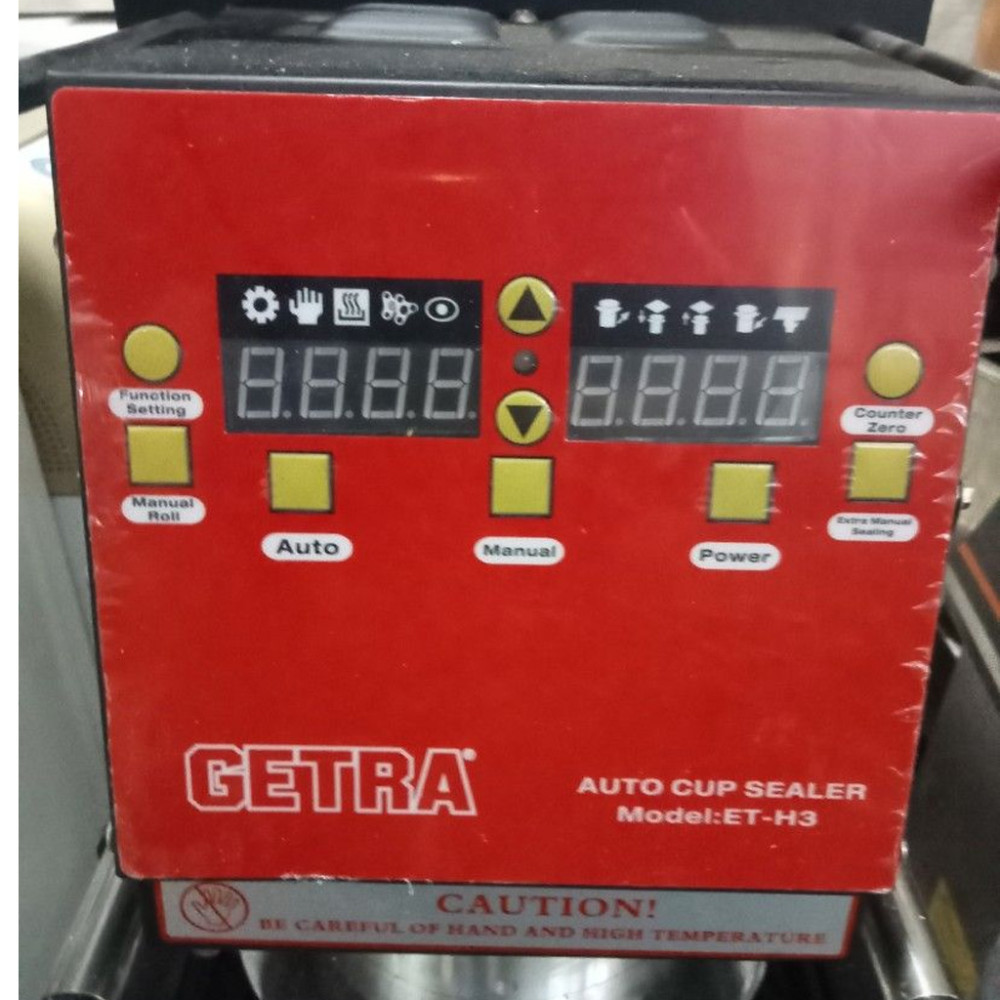 Function
Setting
Counter
Zero
Manual
Roll
Extra Manual
Sealing
Auto
Manual
Power
GETRA
AUTO CUP SEALER
Model:ET-H3
CAUTION!
BE CAREFUL OF HAND AND HIGH TEMPERATURE